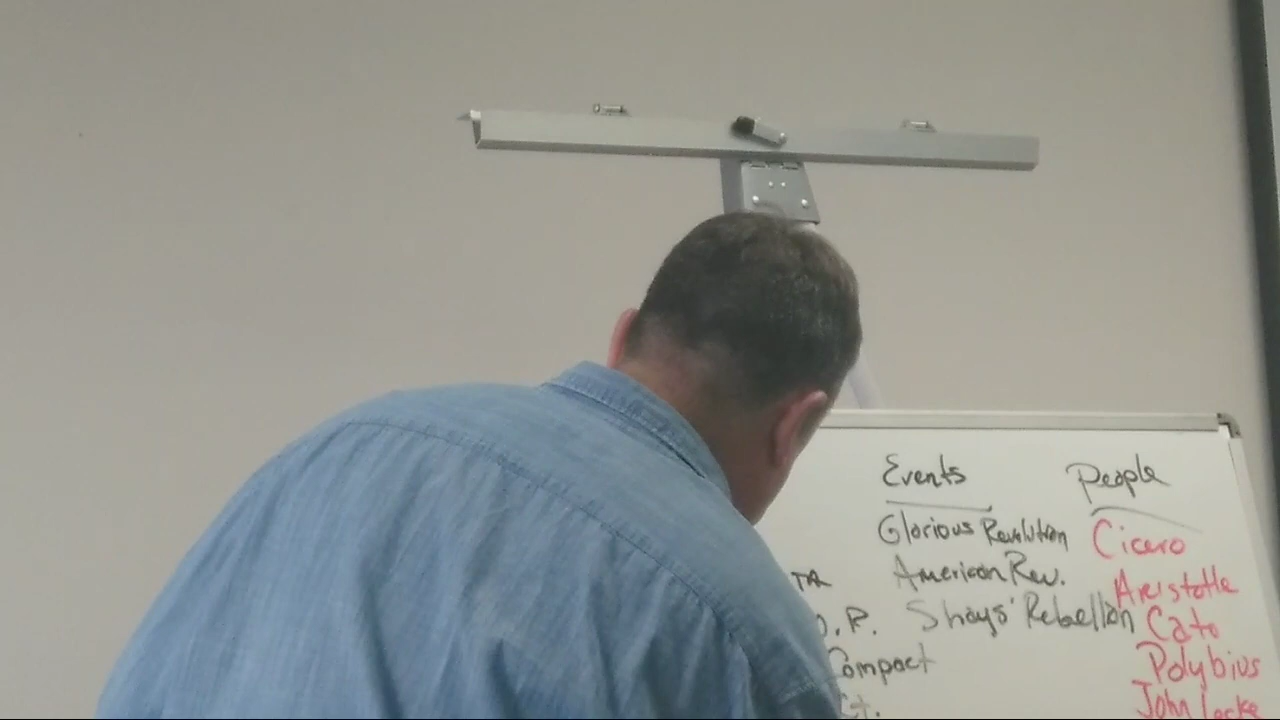 Events People
Glorious Revolution Cicero
American Rev. Aristotle
Shays' Rebellion Cato
Compact Polybius
John Locke